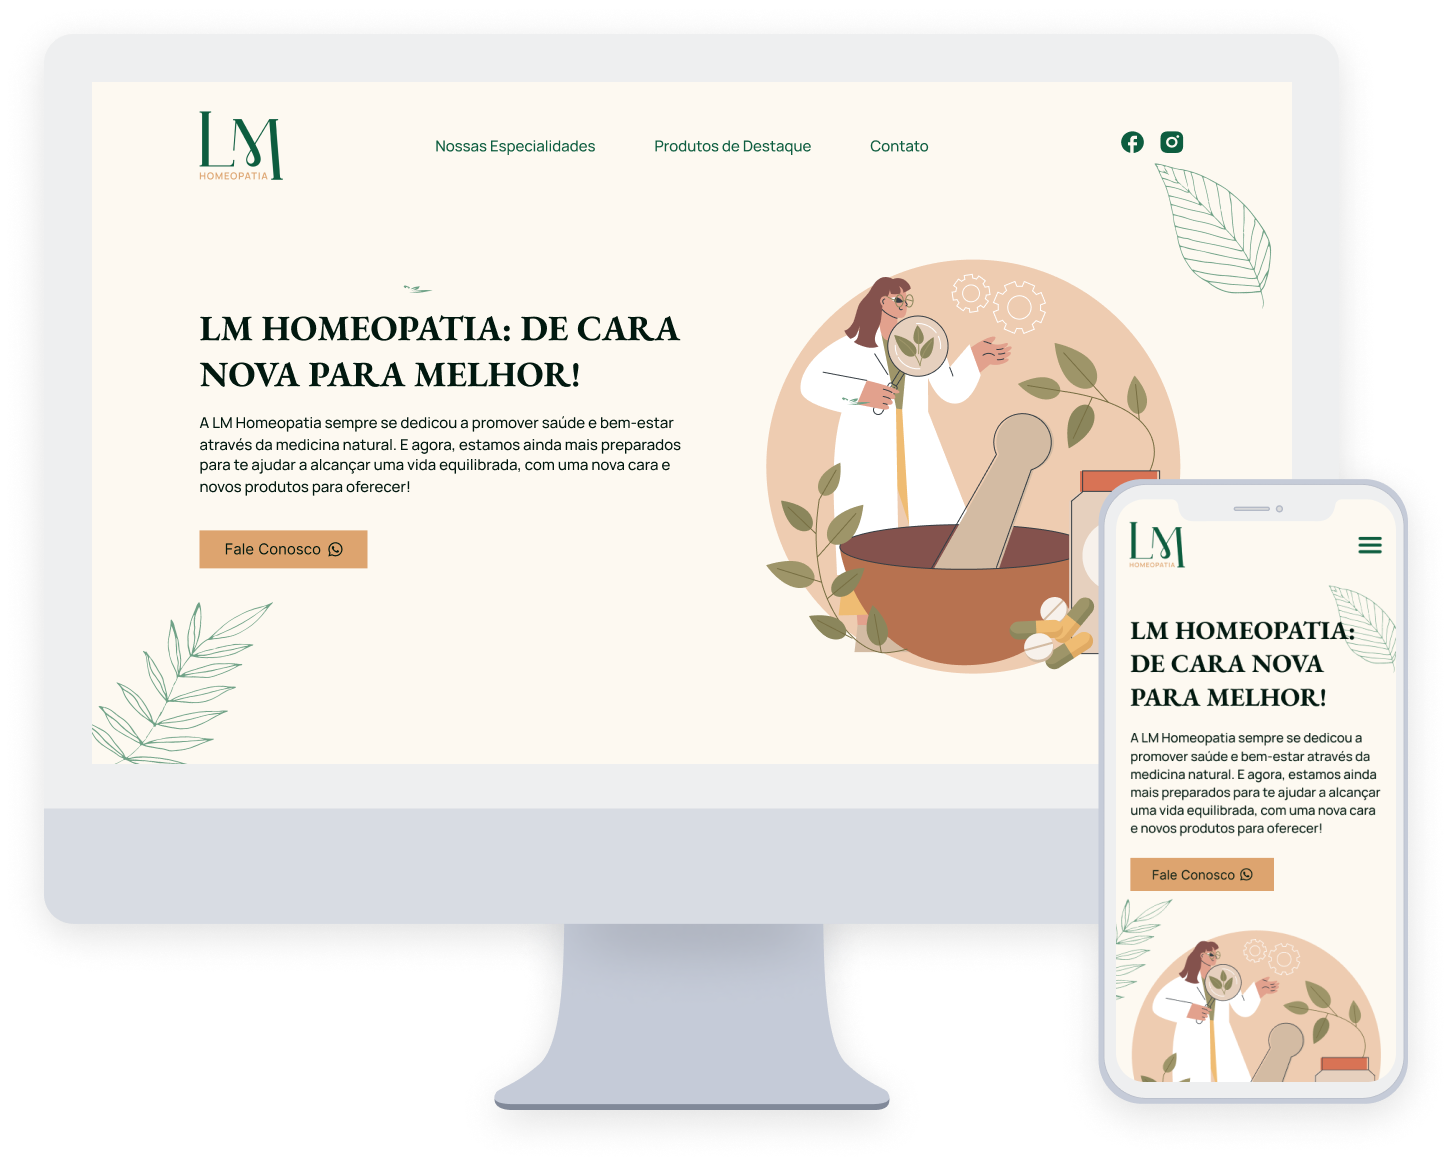 LM
HOMEOPATIA
Nossas Especialidades
Produtos de Destaque
Contato
LM HOMEOPATIA: DE CARA
NOVA PARA MELHOR!
A LM Homeopatia sempre se dedicou a promover saúde e bem-estar
através da medicina natural. E agora, estamos ainda mais preparados
para te ajudar a alcançar uma vida equilibrada, com uma nova cara e
novos produtos para oferecer!
Fale Conosco
LM
HOMEOPATIA
LM HOMEOPATIA:
DE CARA NOVA
PARA MELHOR!
A LM Homeopatia sempre se dedicou a
promover saúde e bem-estar através da
medicina natural. E agora, estamos ainda
mais preparados para te ajudar a alcançar
uma vida equilibrada, com uma nova cara
e novos produtos para oferecer!
Fale Conosco